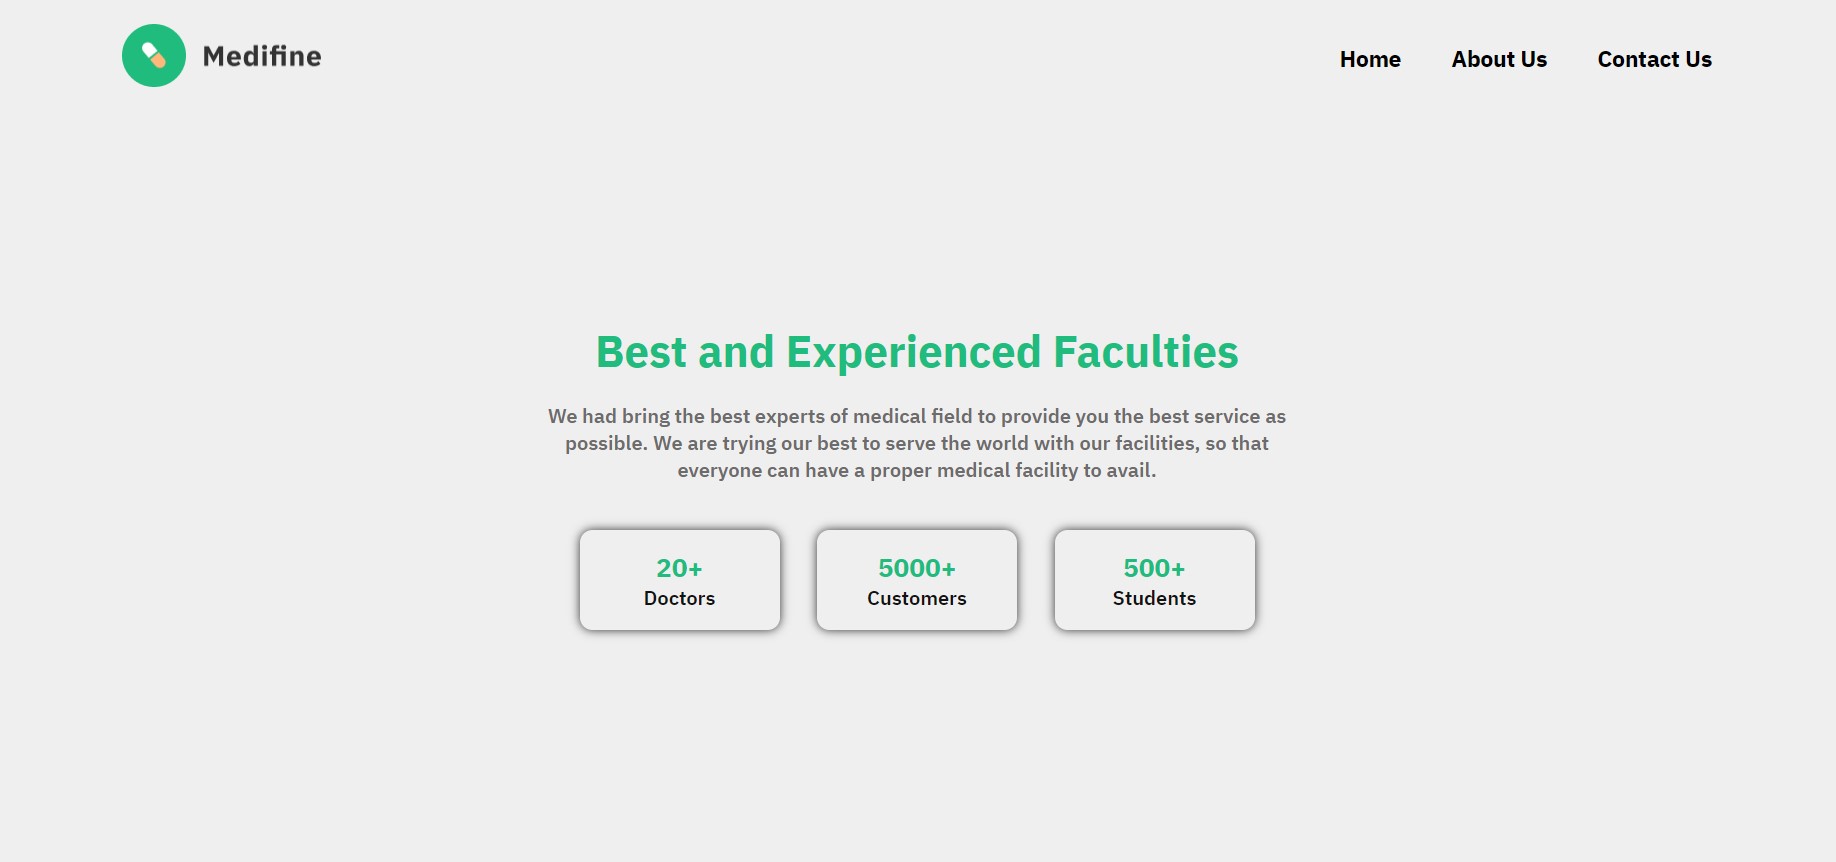 Medifine
Home
About Us
Contact Us
Best and Experienced Faculties
We had bring the best experts of medical field to provide you the best service as
possible. We are trying our best to serve the world with our facilities, so that
everyone can have a proper medical facility to avail.
20+
Doctors
5000+
Customers
500+
Students